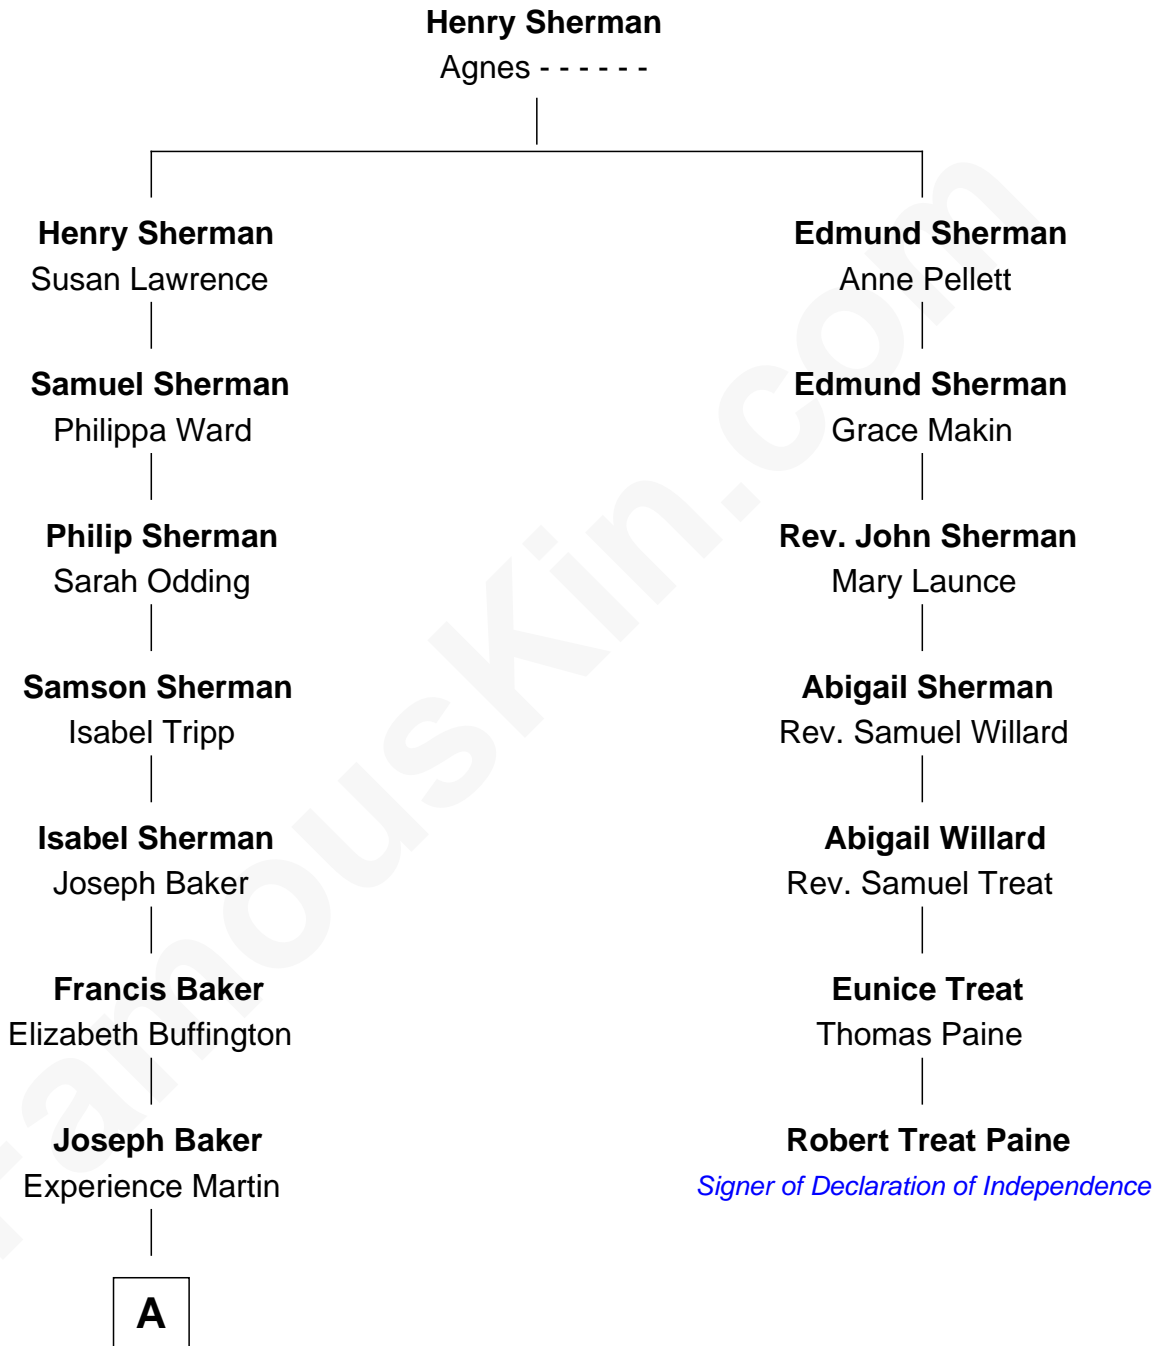 Henry Sherman
Agnes - - - - - -
Henry Sherman
Susan Lawrence
Samuel Sherman
Philippa Ward
Philip Sherman
Sarah Odding
Samson Sherman
Isabel Tripp
Isabel Sherman
Joseph Baker
Francis Baker
Elizabeth Buffington
Joseph Baker
Experience Martin
A
Edmund Sherman
Anne Pellett
Edmund Sherman
Grace Makin
Rev. John Sherman
Mary Launce
Abigail Sherman
Rev. Samuel Willard
Abigail Willard
Rev. Samuel Treat
Eunice Treat
Thomas Paine
Robert Treat Paine
Signer of Declaration of Independence
FamousKin.com